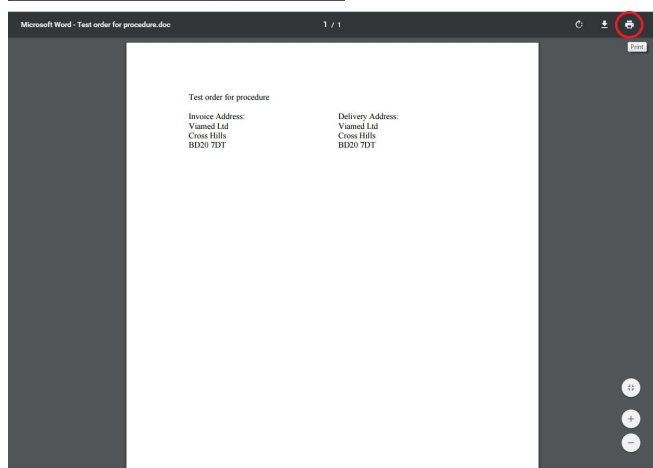 Microsoft Word - Test order for procedure.doc
1 / 1
Print
Test order for procedure
Invoice Address:
Delivery Address:
Viamed Ltd
Viamed Ltd
Cross Hills
Cross Hills
BD20 7DT
BD20 7DT